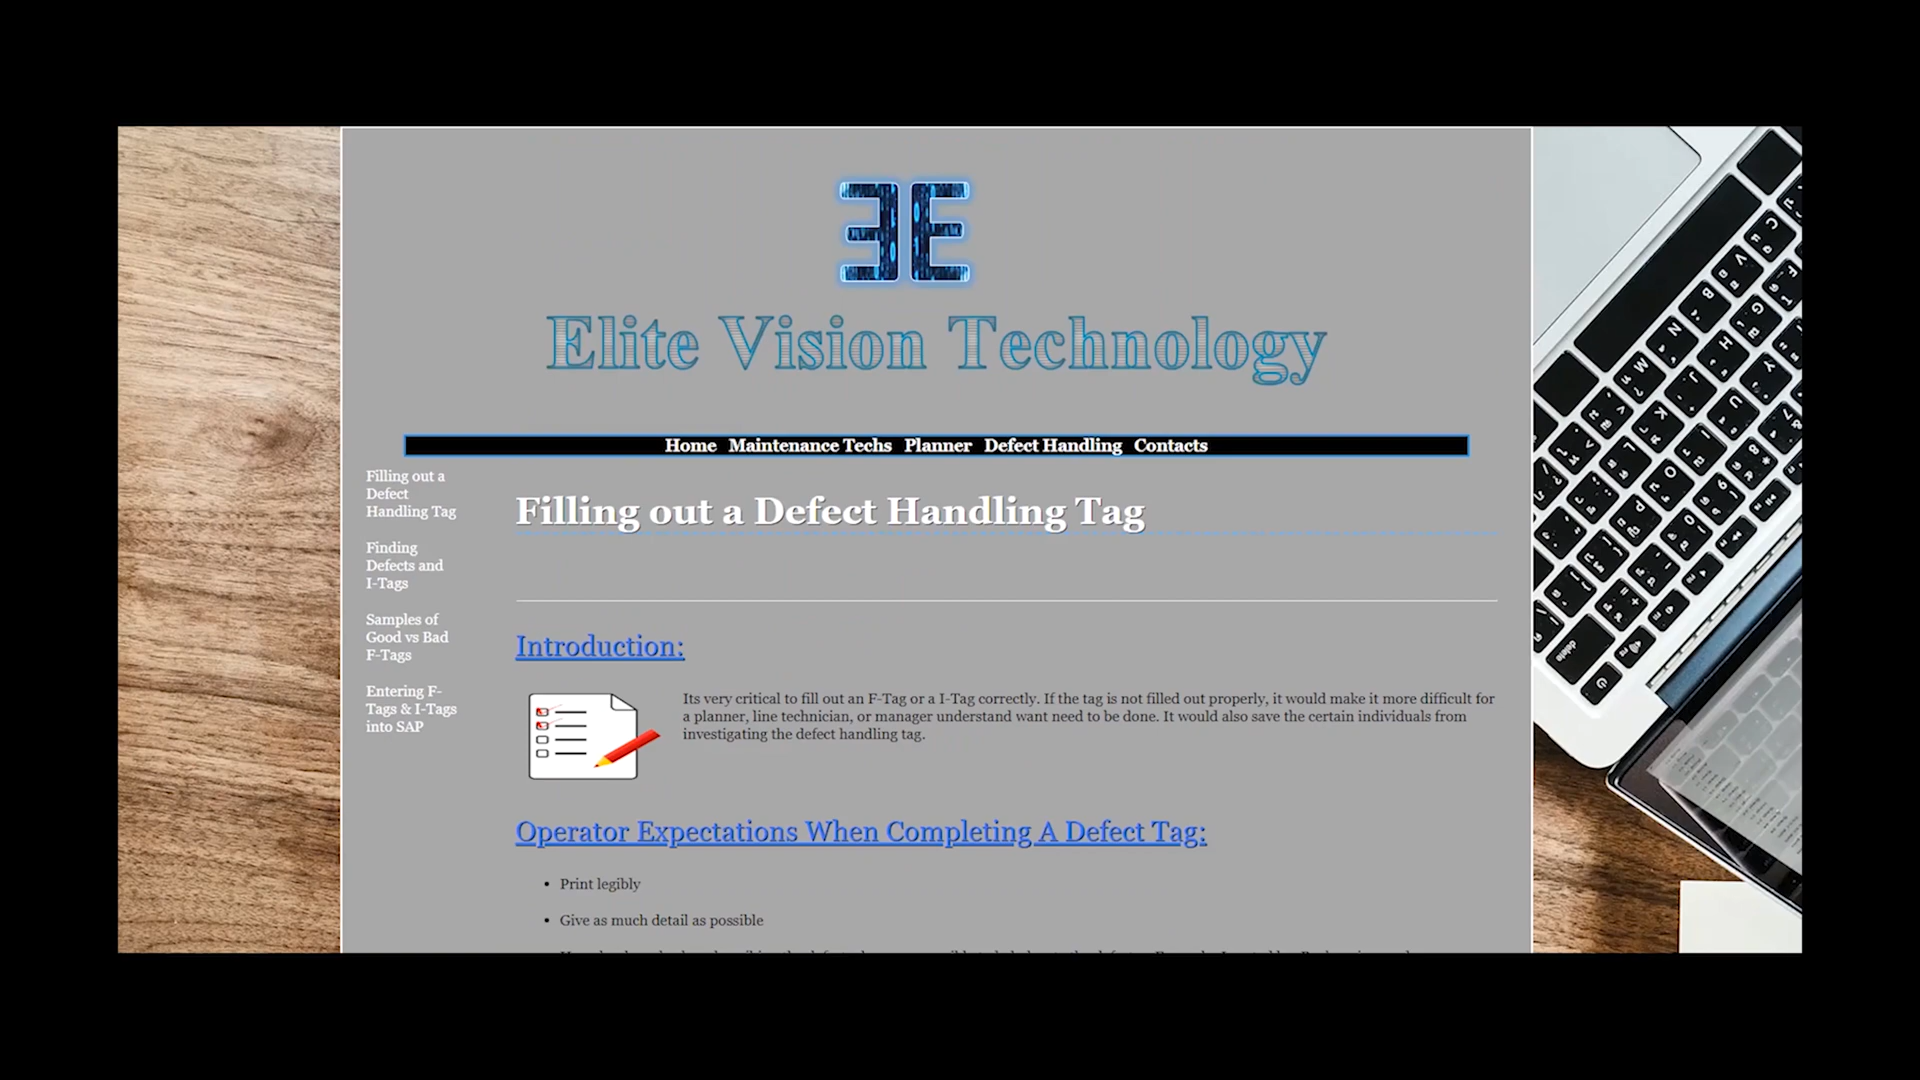 Elite Vision Technology
Home Maintenance Techs Planner Defect Handling Contacts
Filling out a
Defect
Handling Tag
Finding
Defects and
I-Tags
Samples of
Good vs Bad
F-Tags
Entering F-
Tags & I-Tags
into SAP
Filling out a Defect Handling Tag
Introduction:
Its very critical to fill out an F-Tag or a I-Tag correctly. If the tag is not filled out properly, it would make it more difficult for
a planner, line technician, or manager understand want need to be done. It would also save the certain individuals from
investigating the defect handling tag.
Operator Expectations When Completing A Defect Tag:
• Print legibly
• Give as much detail as possible